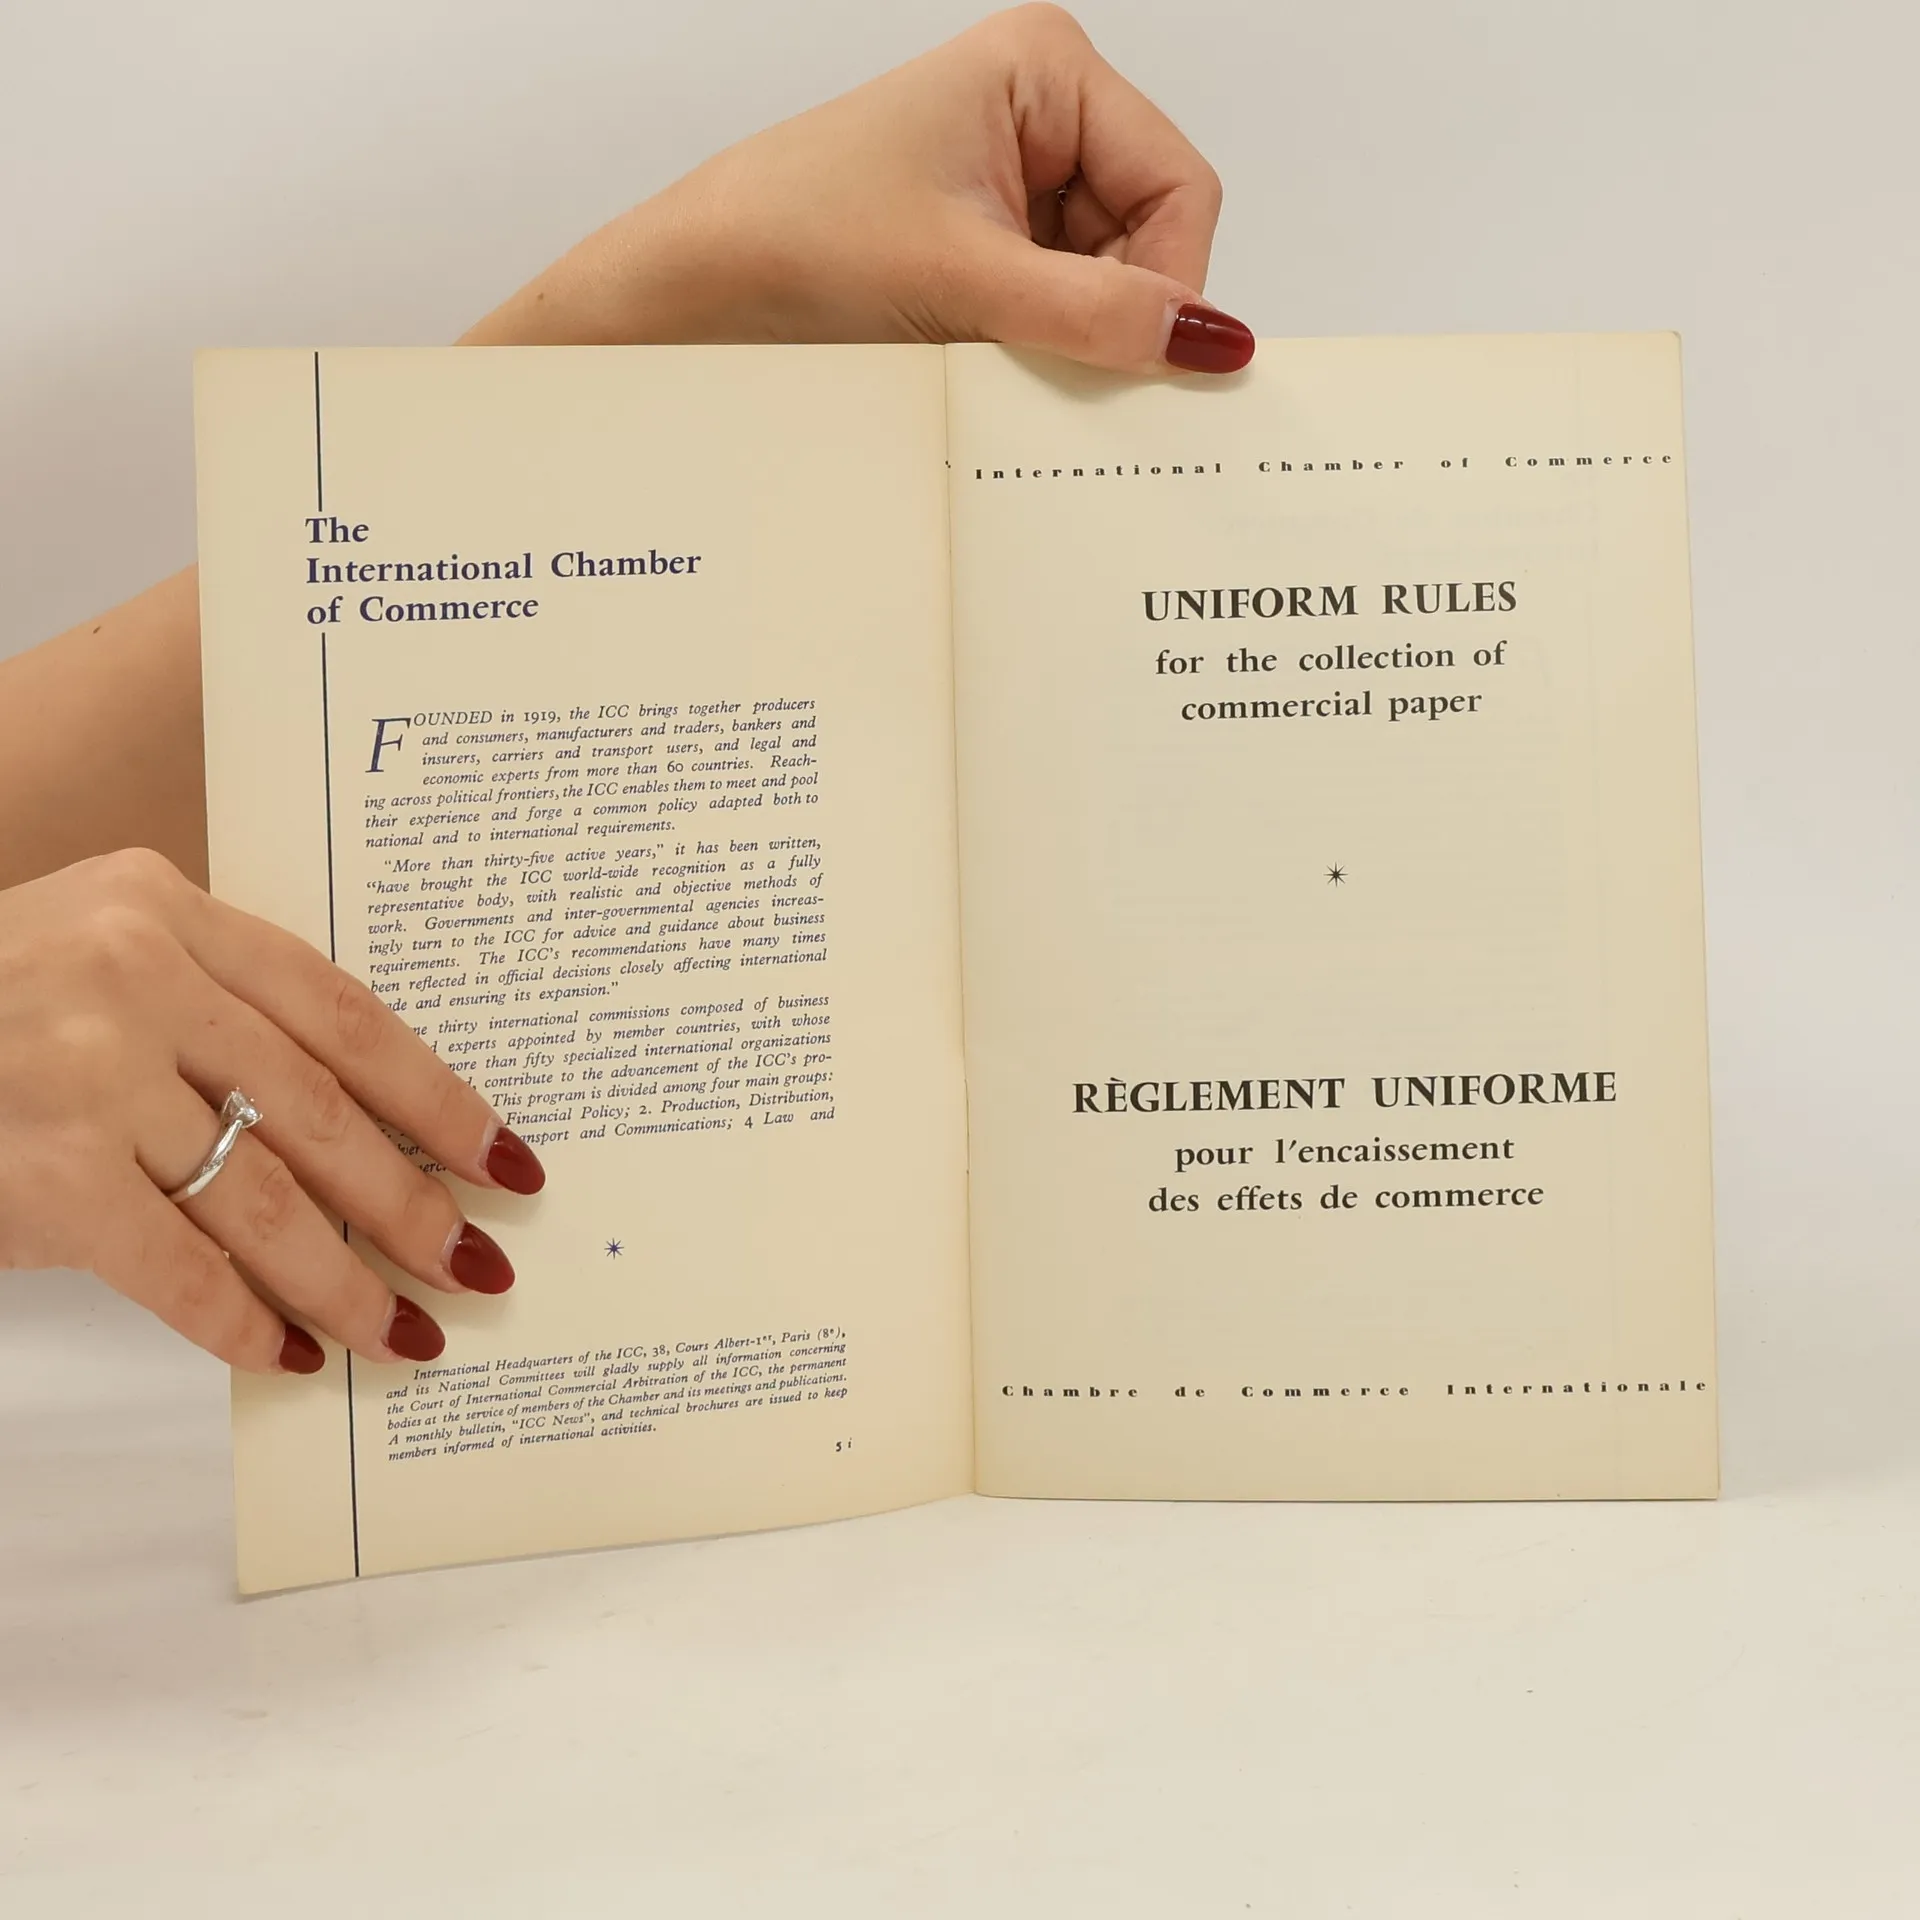 The
International Chamber
of Commerce
FOUNDED in 1919, the ICC brings together producers
and consumers, manufacturers and traders, bankers and
insurers, carriers and transport users, and legal and
economic experts from more than 60 countries. Reach-
ing across political frontiers, the ICC enables them to meet and pool
their experience and forge a common policy adapted both to
national and to international requirements.
"More than thirty-five active years," it has been written,
"have brought the ICC world-wide recognition as a fully
representative body, with realistic and objective methods of
work. Governments and inter-governmental agencies increas-
ingly turn to the ICC for advice and guidance about business
requirements. The ICC's recommendations have many times
been reflected in official decisions closely affecting international
and ensuring its expansion."
thirty international commissions composed of business
experts appointed by member countries, with whose
more than fifty specialized international organizations
contribute to the advancement of the ICC's pro-
This program is divided among four main groups:
Financial Policy; 2. Production, Distribution,
and Communications; 4 Law and
International Headquarters of the ICC, 38, Cours Albert-1er, Paris (8e),
and its National Committees will gladly supply all information concerning
the Court of International Commercial Arbitration of the ICC, the permanent
bodies at the service of members of the Chamber and its meetings and publications.
A monthly bulletin, "ICC News", and technical brochures are issued to keep
members informed of international activities.
5 i
International Chamber of Commerce
UNIFORM RULES
for the collection of
commercial paper
RÈGLEMENT UNIFORME
pour l'encaissement
des effets de commerce
Chambre de Commerce Internationale